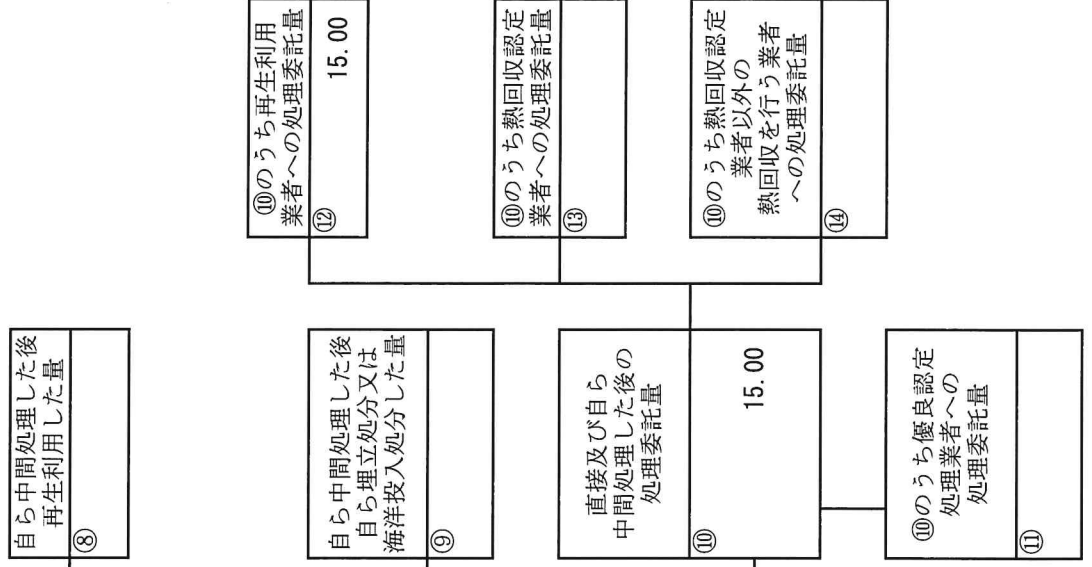 自ら中間処理した後
再生利用した量
⑧
自ら中間処理した後
自ら埋立処分又は
海洋投入処分した量
⑨
直接及び自ら
中間処理した後の
処理委託量
⑩
15.00
⑩のうち優良認定
処理業者への
処理委託量
⑪
⑩のうち再生利用
業者への処理委託量
⑫
15.00
⑩のうち熱回収認定
業者への処理委託量
⑬
⑩のうち熱回収認定
業者以外の
熱回収を行う業者
への処理委託量
⑭